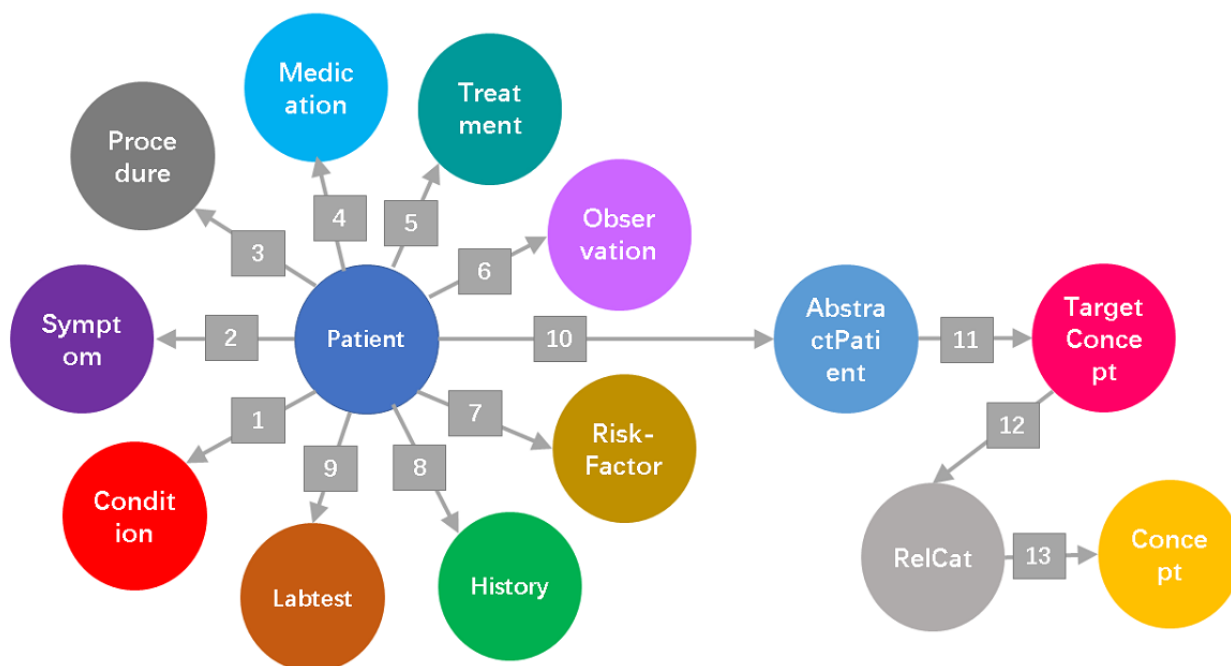 Medic
ation
Treat
ment
Proce
dure
4
5
Obser
vation
3
6
Sympt
om
2
Patient
10
Abstra
ctPati
ent
11
Target
Conce
pt
1
7
12
Risk-
Factor
9
8
Condit
ion
RelCat
13
Conce
pt
Labtest
History